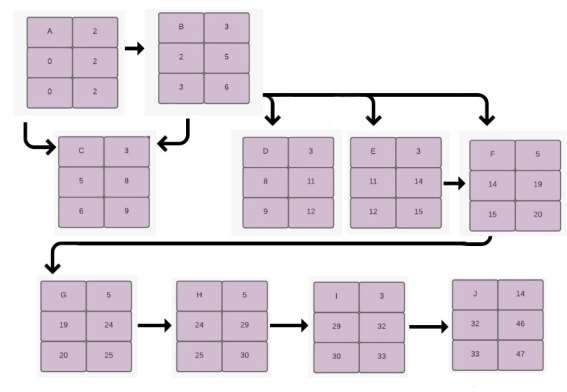 A 2
0 2
0 2
B 3
2 5
3 6
C 3
5 8
6 9
D 3
8 11
9 12
E 3
11 14
12 15
F 5
14 19
15 20
G 5
19 24
20 25
H 5
24 29
25 30
I 3
29 32
30 33
J 14
32 46
33 47